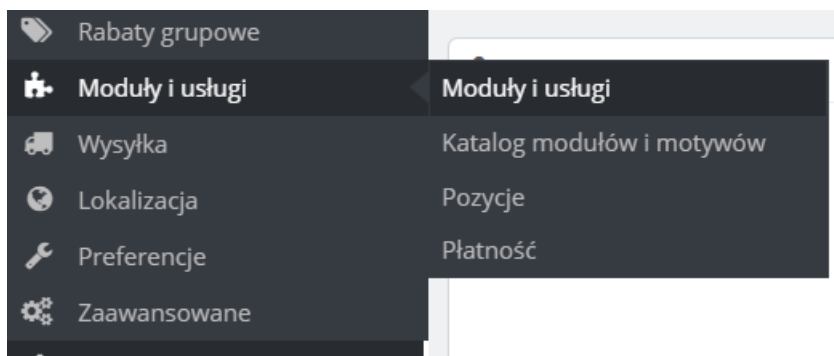 Rabaty grupowe
Moduły i usługi
Wysyłka
Lokalizacja
Preferencje
Zaawansowane
Moduły i usługi
Katalog modułów i motywów
Pozycje
Płatność